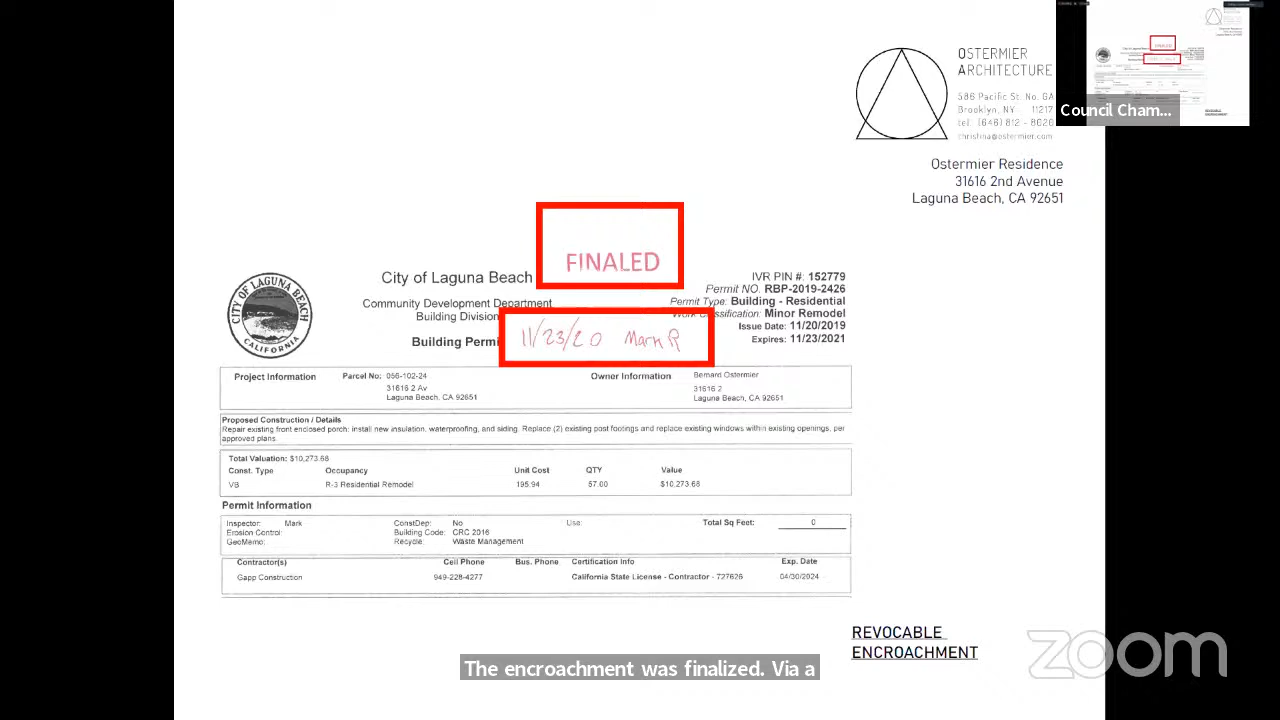 OSTERMIER
ARCHITECTURE
586 Pacific St. No. GA
Brooklyn, NY 11217
tel: (646) 812 - 8026
christina@ostermier.com
Council Cham...
Ostermier Residence
31616 2nd Avenue
Laguna Beach, CA 92651
FINALED
CITY OF LAGUNA BEACH
CALIFORNIA
City of Laguna Beach
Community Development Department
Building Division
Building Permi
11/23/20 Mark R
IVR PIN #: 152779
Permit NO. RBP-2019-2426
Permit Type: Building - Residential
Work Classification: Minor Remodel
Issue Date: 11/20/2019
Expires: 11/23/2021
Project Information Parcel No: 056-102-24 Owner Information Bernard Ostermier
31616 2 Av 31616 2
Laguna Beach, CA 92651 Laguna Beach, CA 92651
Proposed Construction / Details
Repair existing front enclosed porch: install new insulation, waterproofing, and siding. Replace (2) existing post footings and replace existing windows within existing openings, per
approved plans.
Total Valuation: $10,273.68
Const. Type Occupancy Unit Cost QTY Value
VB R-3 Residential Remodel 195.94 57.00 $10,273.68
Permit Information
Inspector: Mark ConstDep: No Use: Total Sq Feet: 0
Erosion Control: Building Code: CRC 2016
GeoMemo: Recycle: Waste Management
Contractor(s) Cell Phone Bus. Phone Certification Info Exp. Date
Gapp Construction 949-228-4277 California State License - Contractor - 727626 04/30/2024
REVOCABLE
ENCROACHMENT
zoom
The encroachment was finalized. Via a